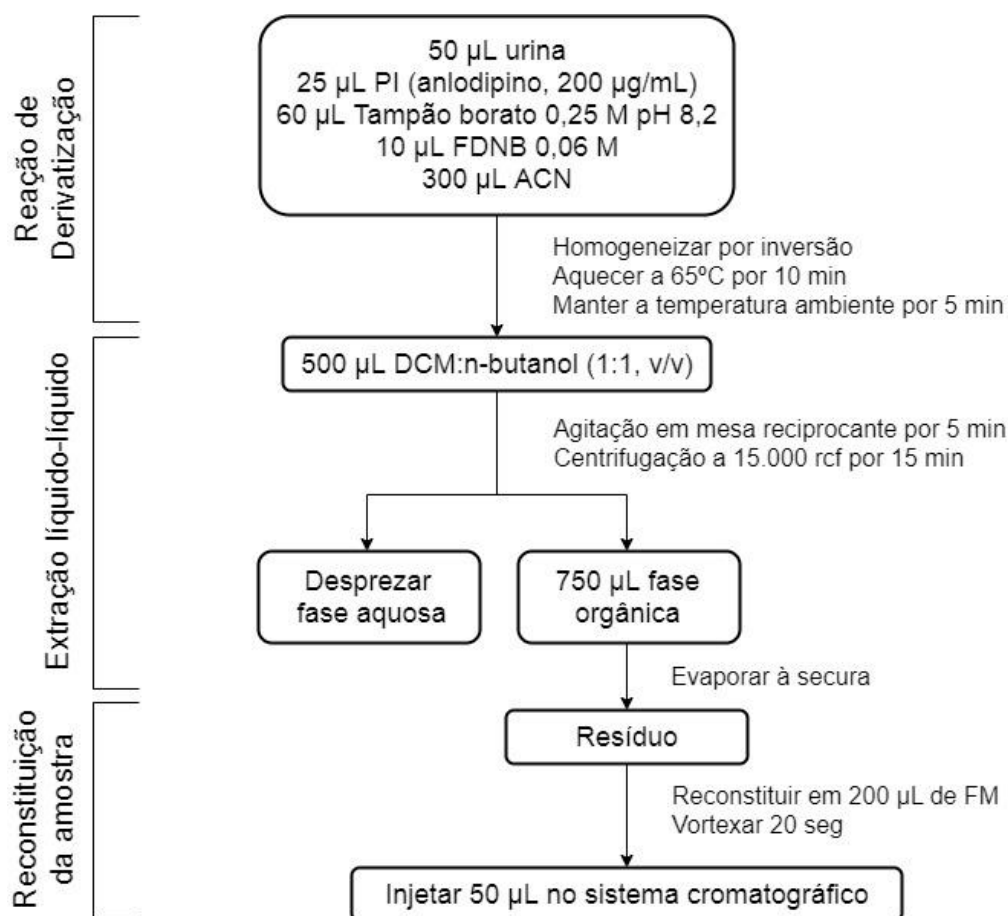 Reação de
Derivatização
50 µL urina
25 µL PI (anlodipino, 200 µg/mL)
60 µL Tampão borato 0,25 M pH 8,2
10 µL FDNB 0,06 M
300 µL ACN
Homogeneizar por inversão
Aquecer a 65ºC por 10 min
Manter a temperatura ambiente por 5 min
Extração líquido-líquido
500 µL DCM:n-butanol (1:1, v/v)
Agitação em mesa reciprocante por 5 min
Centrifugação a 15.000 rcf por 15 min
Desprezar
fase aquosa
750 µL fase
orgânica
Evaporar à secura
Reconstituição
da amostra
Resíduo
Reconstituir em 200 µL de FM
Vortexar 20 seg
Injetar 50 µL no sistema cromatográfico